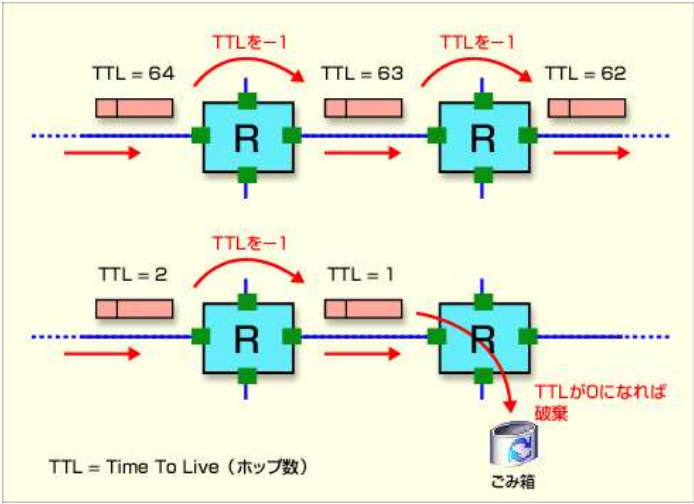 TTLを−1
TTLを−1
TTL = 64
TTL = 63
TTL = 62
R
R
TTLを−1
TTL = 2
TTL = 1
R
R
TTLが0になれば
破棄
TTL = Time To Live（ホップ数）
ごみ箱